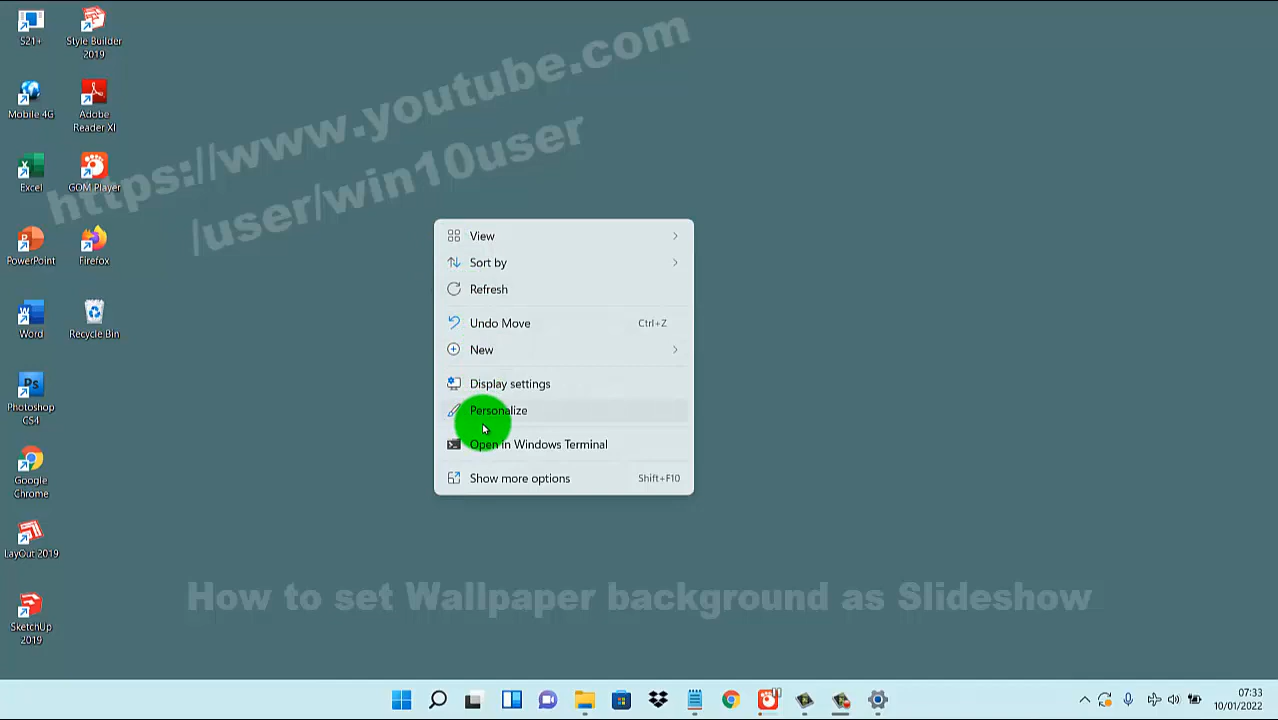 S21+
Style Builder
2019
Mobile 4G
Adobe
Reader XI
Excel
GOM Player
PowerPoint
Firefox
Word
Recycle Bin
Photoshop
CS4
Google
Chrome
LayOut 2019
SketchUp
2019
https://www.youtube.com
/user/win10user
View
Sort by
Refresh
Undo Move Ctrl+Z
New
Display settings
Personalize
Open in Windows Terminal
Show more options Shift+F10
How to set Wallpaper background as Slideshow
07:33
10/01/2022